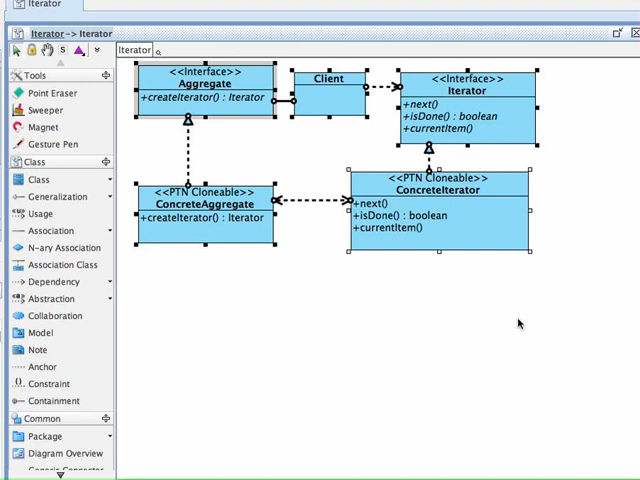 Iterator
Iterator -> Iterator
S
Iterator
Tools
Point Eraser
Sweeper
Magnet
Gesture Pen
Class
Class
Generalization
Usage
Association
N-ary Association
Association Class
Dependency
Abstraction
Collaboration
Model
Note
Anchor
Constraint
Containment
Common
Package
Diagram Overview
Generic Connector
<<Interface>>
Aggregate
+createIterator() : Iterator
Client
<<Interface>>
Iterator
+next()
+isDone() : boolean
+currentItem()
<<PTN Cloneable>>
ConcreteAggregate
+createIterator() : Iterator
<<PTN Cloneable>>
ConcreteIterator
+next()
+isDone() : boolean
+currentItem()